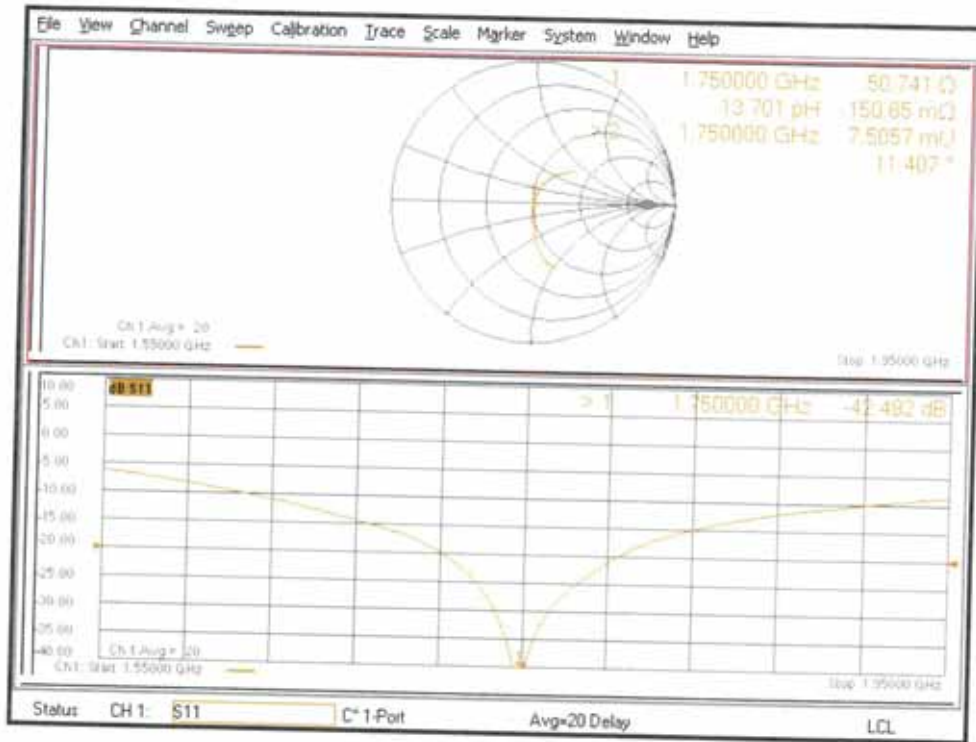 File View Channel Sweep Calibration Trace Scale Marker System Window Help
1 1.750000 GHz 50.741 Ω
13.701 pH 150.65 mΩ
1.750000 GHz 7.5057 mU
11.407 °
Ch 1 Avg = 20
Ch1: Start 1.55000 GHz
Stop 1.95000 GHz
10.00 dB S11
> 1 1.750000 GHz -42.492 dB
5.00
0.00
-5.00
-10.00
-15.00
-20.00
-25.00
-30.00
-35.00
-40.00
Ch 1 Avg = 20
Ch1: Start 1.55000 GHz
Stop 1.95000 GHz
Status CH 1: S11 C* 1-Port Avg=20 Delay LCL